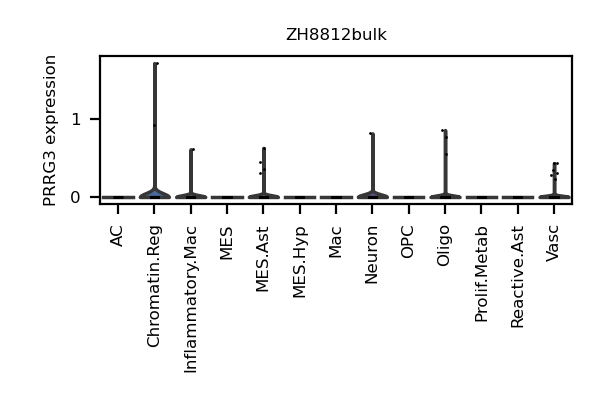 ZH8812bulk
PRRG3 expression
1
0
AC
Chromatin.Reg
Inflammatory.Mac
MES
MES.Ast
MES.Hyp
Mac
Neuron
OPC
Oligo
Prolif.Metab
Reactive.Ast
Vasc